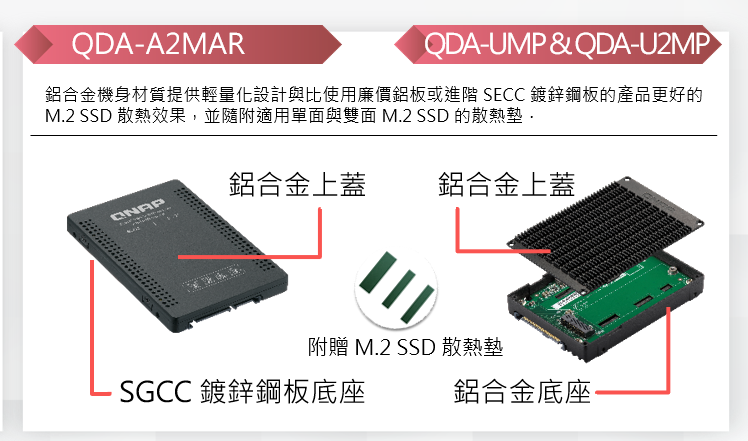 QDA-A2MAR
QDA-UMP & QDA-U2MP
鋁合金機身材質提供輕量化設計與比使用廉價鋁板或進階 SECC 鍍鋅鋼板的產品更好的
M.2 SSD 散熱效果，並隨附適用單面與雙面 M.2 SSD 的散熱墊．
鋁合金上蓋
鋁合金上蓋
QNAP
附贈 M.2 SSD 散熱墊
SGCC 鍍鋅鋼板底座
鋁合金底座